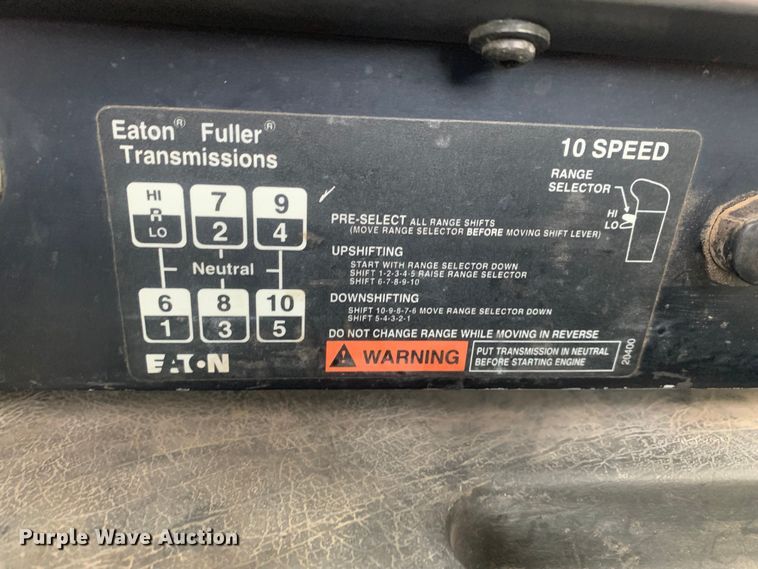 Eaton® Fuller®
Transmissions
10 SPEED
RANGE
SELECTOR
HI
LO
HI
R
LO
7
2
9
4
Neutral
6
1
8
3
10
5
EATON
PRE-SELECT ALL RANGE SHIFTS
(MOVE RANGE SELECTOR BEFORE MOVING SHIFT LEVER)
UPSHIFTING
START WITH RANGE SELECTOR DOWN
SHIFT 1-2-3-4-5 RAISE RANGE SELECTOR
SHIFT 6-7-8-9-10
DOWNSHIFTING
SHIFT 10-9-8-7-6 MOVE RANGE SELECTOR DOWN
SHIFT 5-4-3-2-1
DO NOT CHANGE RANGE WHILE MOVING IN REVERSE
WARNING
PUT TRANSMISSION IN NEUTRAL
BEFORE STARTING ENGINE
20400
Purple Wave Auction